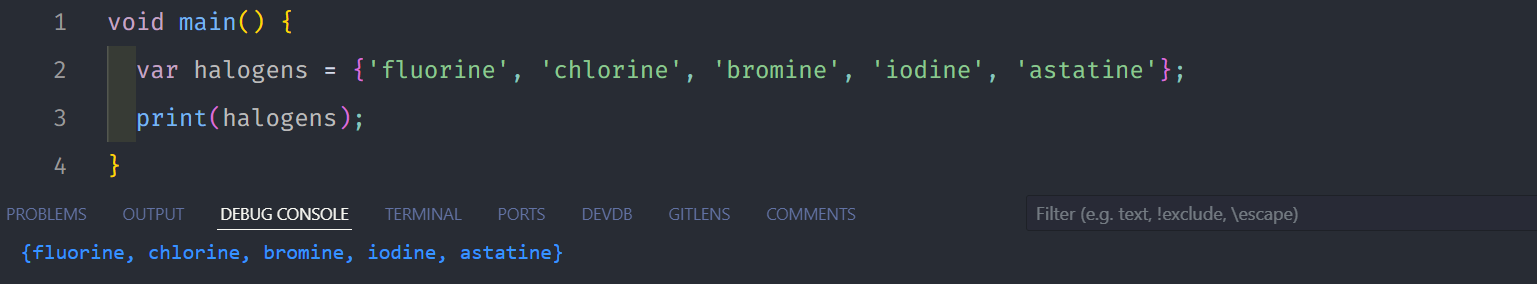 1 void main() {
2 var halogens = {'fluorine', 'chlorine', 'bromine', 'iodine', 'astatine'};
3 print(halogens);
4 }
PROBLEMS OUTPUT DEBUG CONSOLE TERMINAL PORTS DEVDB GITLENS COMMENTS Filter (e.g. text, !exclude, \escape)
{fluorine, chlorine, bromine, iodine, astatine}